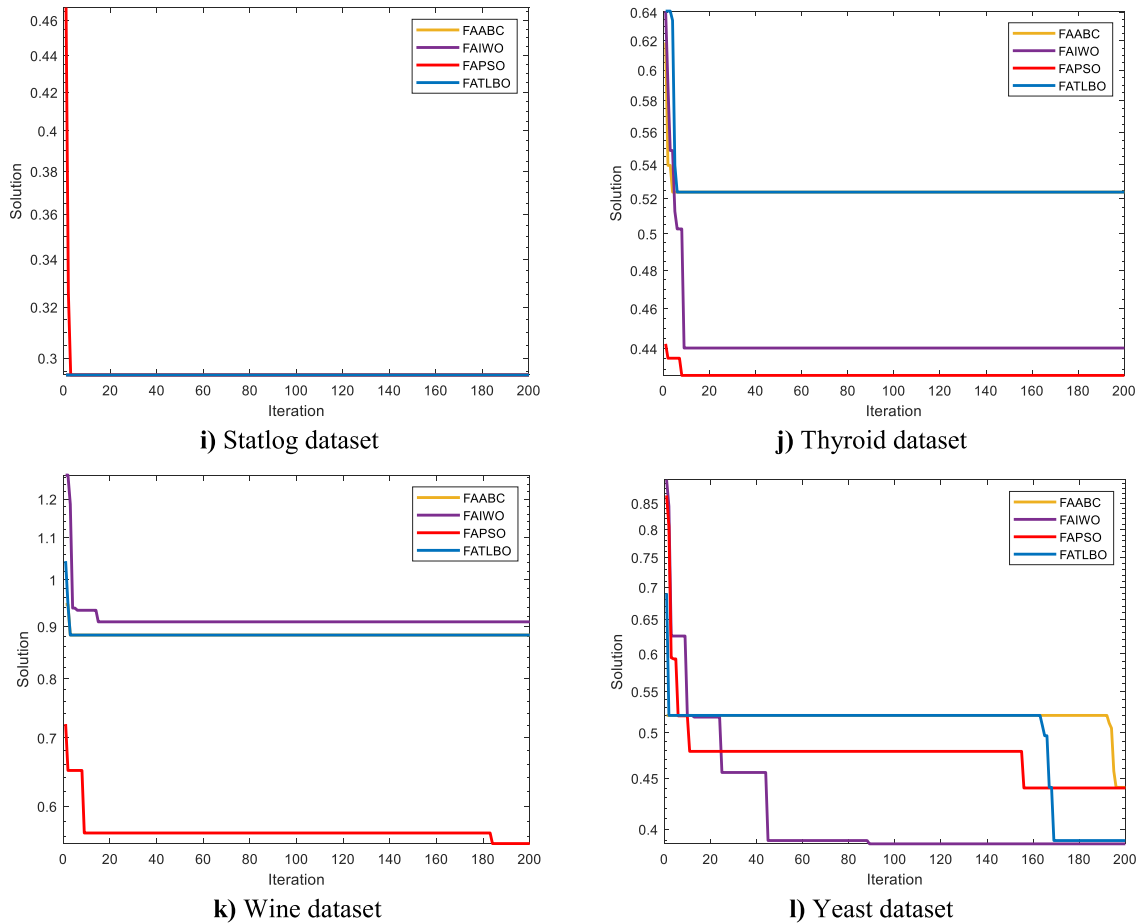 0.46
0.44
0.42
0.4
0.38
0.36
0.34
0.32
0.3
Solution
0 20 40 60 80 100 120 140 160 180 200
Iteration
FAABC
FAIWO
FAPSO
FATLBO
i) Statlog dataset
0.64
0.62
0.6
0.58
0.56
0.54
0.52
0.5
0.48
0.46
0.44
Solution
0 20 40 60 80 100 120 140 160 180 200
Iteration
FAABC
FAIWO
FAPSO
FATLBO
j) Thyroid dataset
1.2
1.1
1
0.9
0.8
0.7
0.6
Solution
0 20 40 60 80 100 120 140 160 180 200
Iteration
FAABC
FAIWO
FAPSO
FATLBO
k) Wine dataset
0.85
0.8
0.75
0.7
0.65
0.6
0.55
0.5
0.45
0.4
Solution
0 20 40 60 80 100 120 140 160 180 200
Iteration
FAABC
FAIWO
FAPSO
FATLBO
l) Yeast dataset